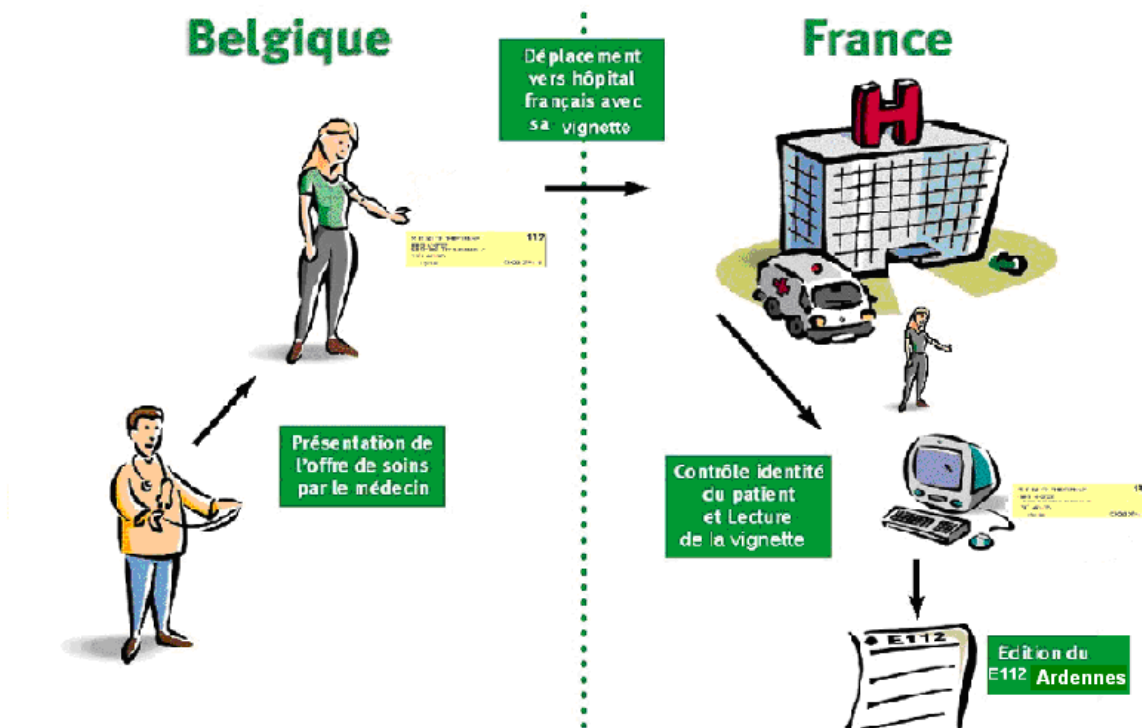 Belgique
France
Déplacement
vers hôpital
français avec
sa vignette
H
112
Présentation de
l'offre de soins
par le médecin
Contrôle identité
du patient
et Lecture
de la vignette
E112
Edition du
E112 Ardennes